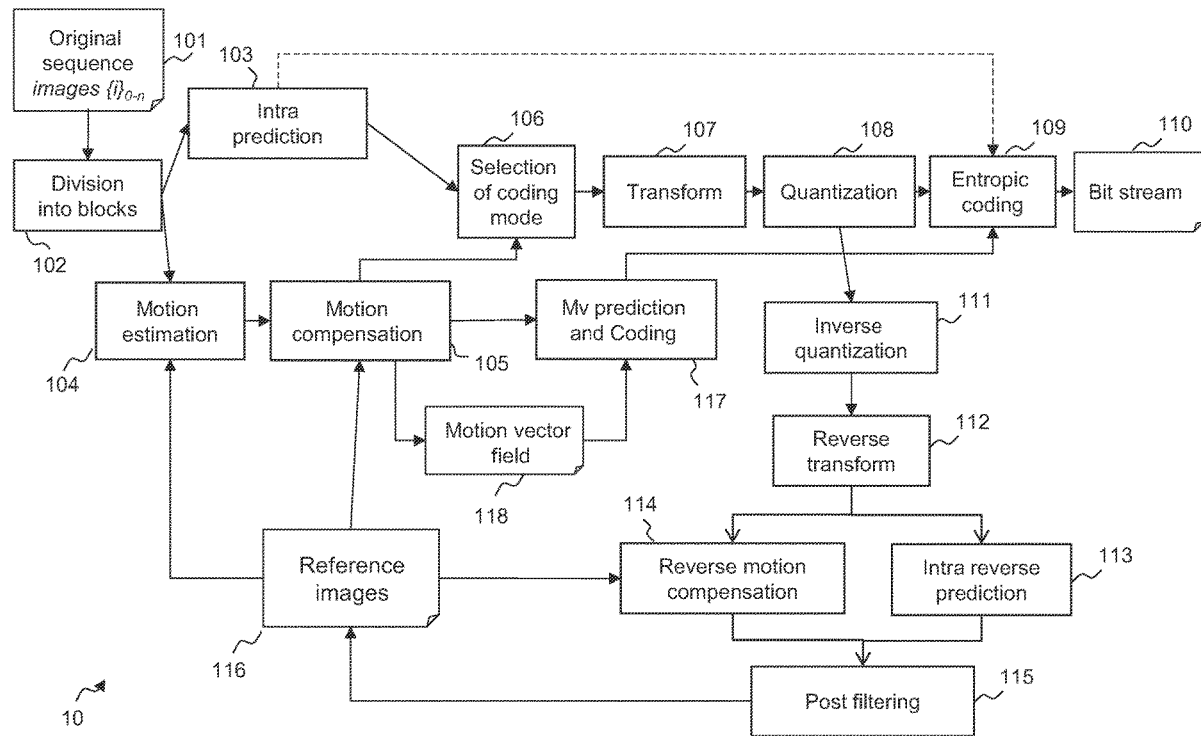 Original
sequence
images {i}0-n
101
103
Intra
prediction
106
Selection
of coding
mode
107
Transform
108
Quantization
109
Entropic
coding
110
Bit stream
Division
into blocks
102
Motion
estimation
104
Motion
compensation
105
Mv prediction
and Coding
117
Inverse
quantization
111
Motion vector
field
118
Reverse
transform
112
Reference
images
116
114
Reverse motion
compensation
Intra reverse
prediction
113
Post filtering
115
10